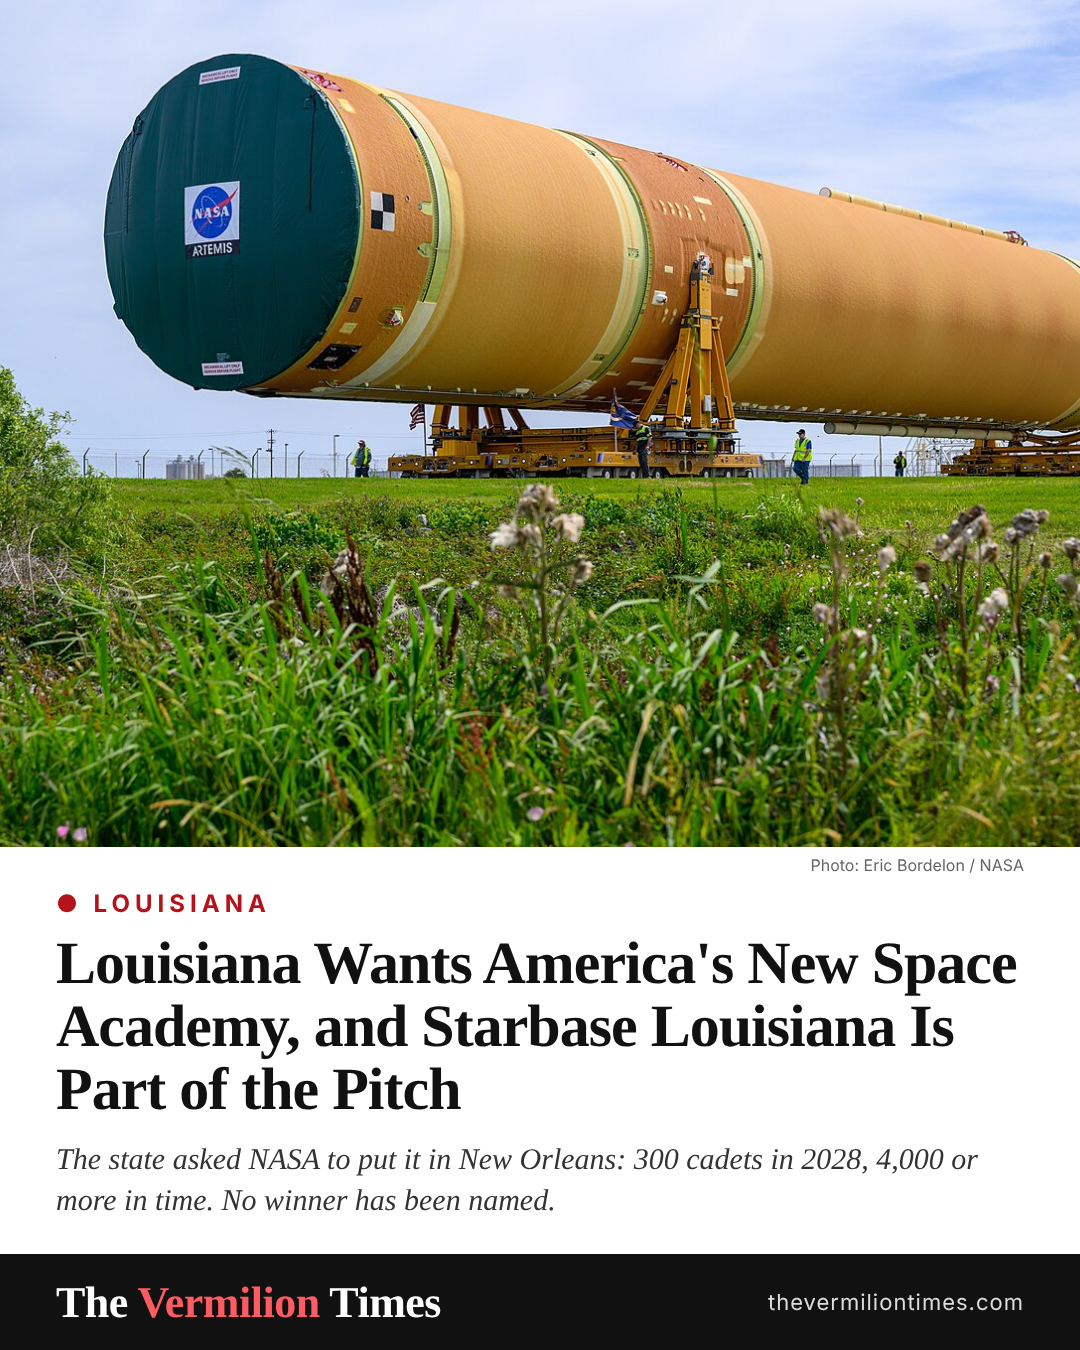 NASA
ARTEMIS
Photo: Eric Bordelon / NASA
LOUISIANA
Louisiana Wants America's New Space
Academy, and Starbase Louisiana Is
Part of the Pitch
The state asked NASA to put it in New Orleans: 300 cadets in 2028, 4,000 or
more in time. No winner has been named.
The Vermilion Times
thevermiliontimes.com